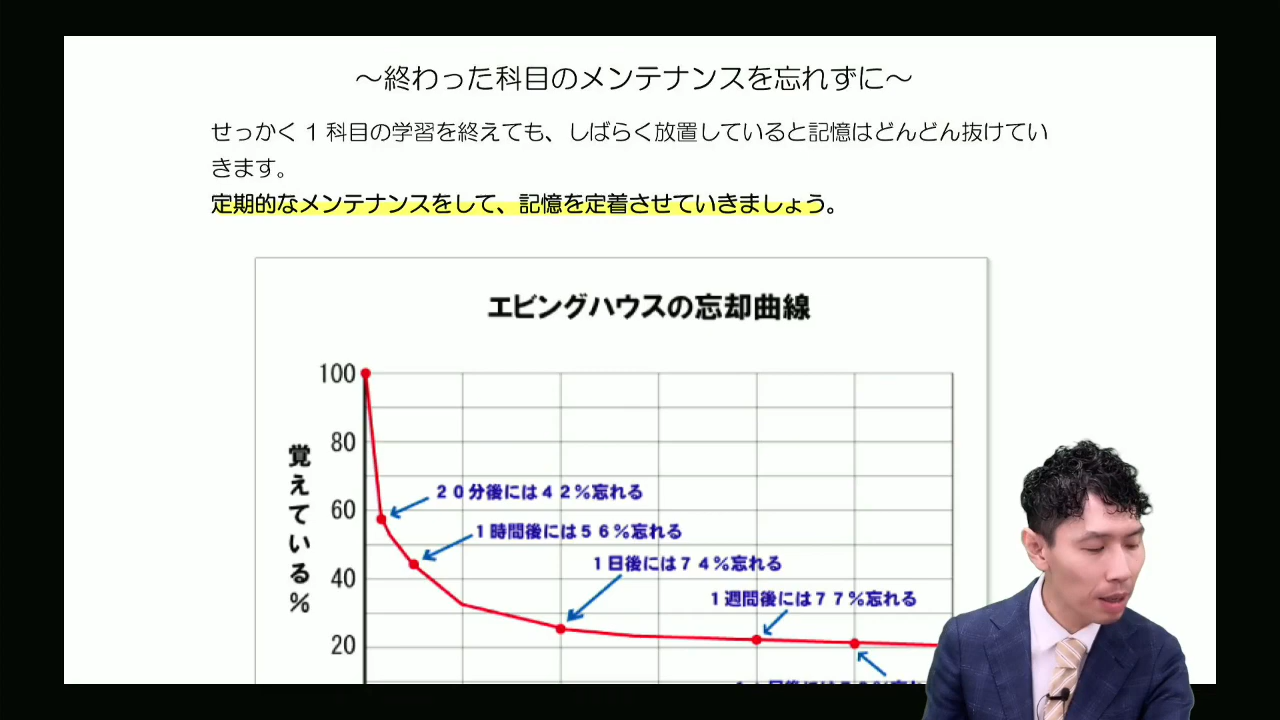 ～終わった科目のメンテナンスを忘れずに～
せっかく1科目の学習を終えても、しばらく放置していると記憶はどんどん抜けてい
きます。
定期的なメンテナンスをして、記憶を定着させていきましょう。
エビングハウスの忘却曲線
100
80
60
40
20
覚えている%
20分後には42%忘れる
1時間後には56%忘れる
1日後には74%忘れる
1週間後には77%忘れる